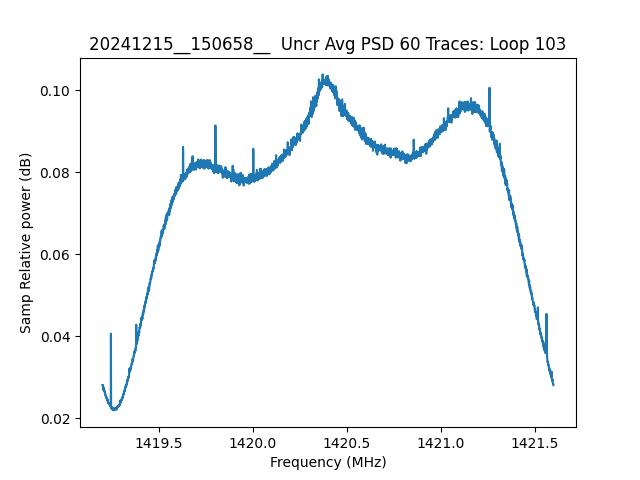 20241215__150658__  Uncr Avg PSD 60 Traces: Loop 103
0.10
0.08
0.06
0.04
0.02
Samp Relative power (dB)
1419.5 1420.0 1420.5 1421.0 1421.5
Frequency (MHz)